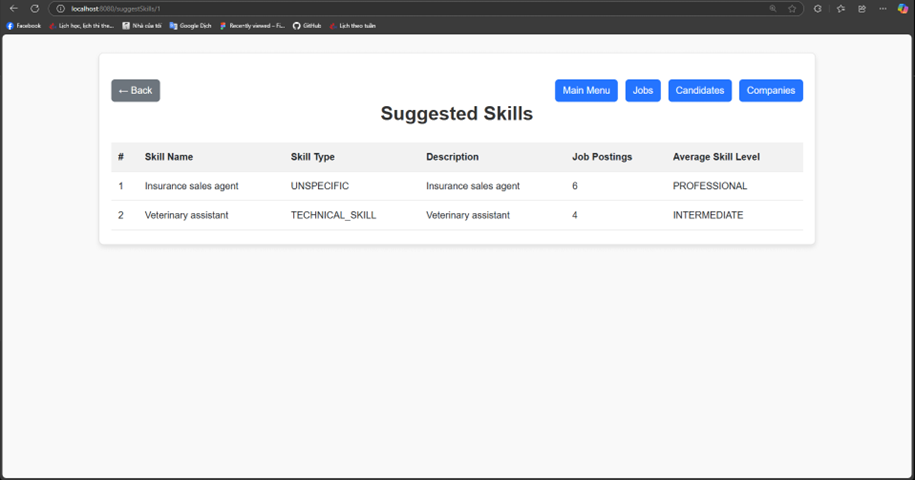 localhost:8080/suggestSkills/1
Facebook Lịch học, lịch thi the... Nhà của tôi Google Dịch Recently viewed – Fi... GitHub Lịch theo tuần
← Back Main Menu Jobs Candidates Companies
Suggested Skills
# Skill Name Skill Type Description Job Postings Average Skill Level
1 Insurance sales agent UNSPECIFIC Insurance sales agent 6 PROFESSIONAL
2 Veterinary assistant TECHNICAL_SKILL Veterinary assistant 4 INTERMEDIATE